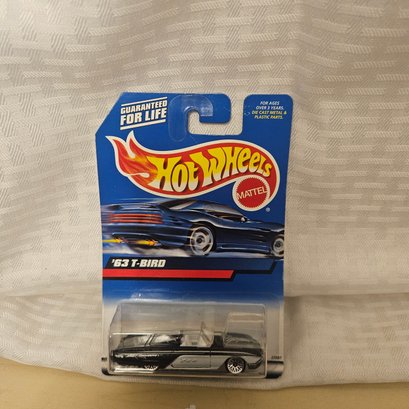 GUARANTEED
FOR LIFE
FOR AGES
OVER 3 YEARS.
DIE CAST METAL &
PLASTIC PARTS.
HOT WHEELS
MATTEL
'63 T-BIRD